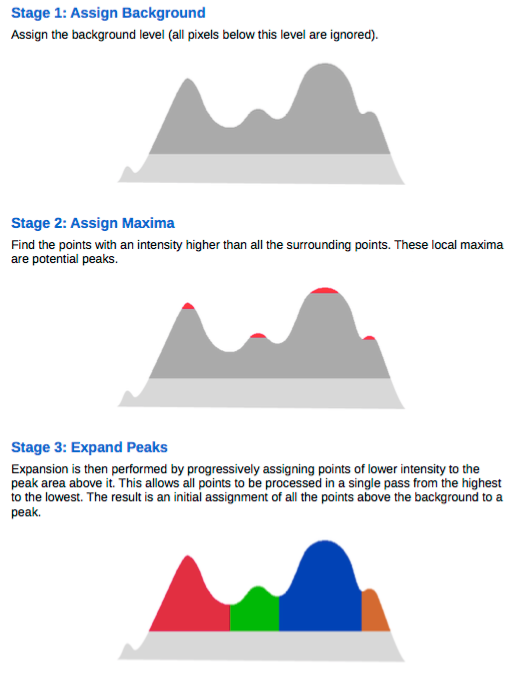 Stage 1: Assign Background
Assign the background level (all pixels below this level are ignored).
Stage 2: Assign Maxima
Find the points with an intensity higher than all the surrounding points. These local maxima
are potential peaks.
Stage 3: Expand Peaks
Expansion is then performed by progressively assigning points of lower intensity to the
peak area above it. This allows all points to be processed in a single pass from the highest
to the lowest. The result is an initial assignment of all the points above the background to a
peak.